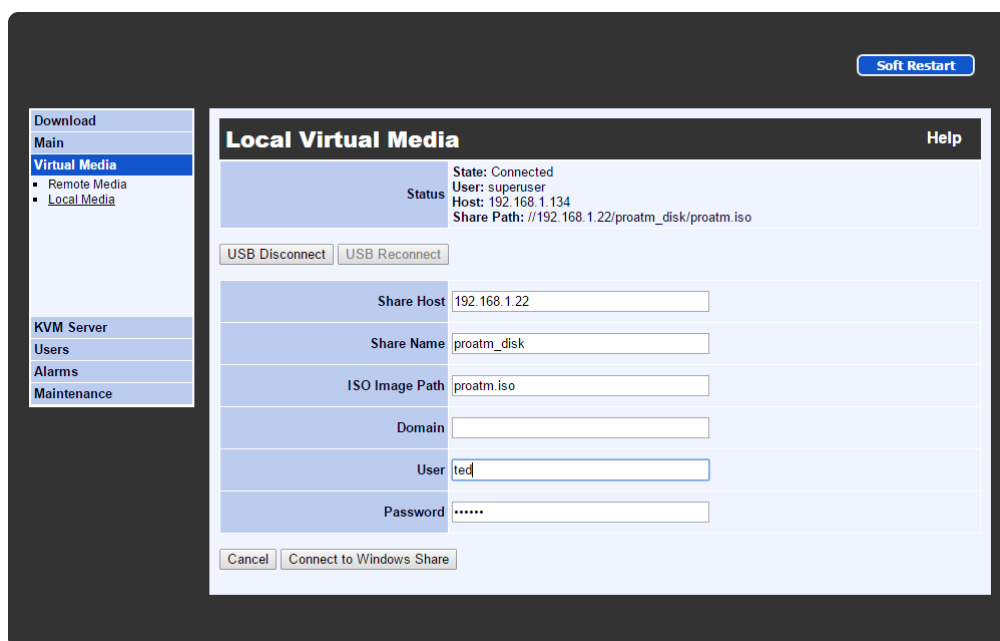 Soft Restart
Download
Main
Virtual Media
Remote Media
Local Media
KVM Server
Users
Alarms
Maintenance
Local Virtual Media Help
Status
State: Connected
User: superuser
Host: 192.168.1.134
Share Path: //192.168.1.22/proatm_disk/proatm.iso
USB Disconnect USB Reconnect
Share Host 192.168.1.22
Share Name proatm_disk
ISO Image Path proatm.iso
Domain
User ted
Password ••••••
Cancel Connect to Windows Share